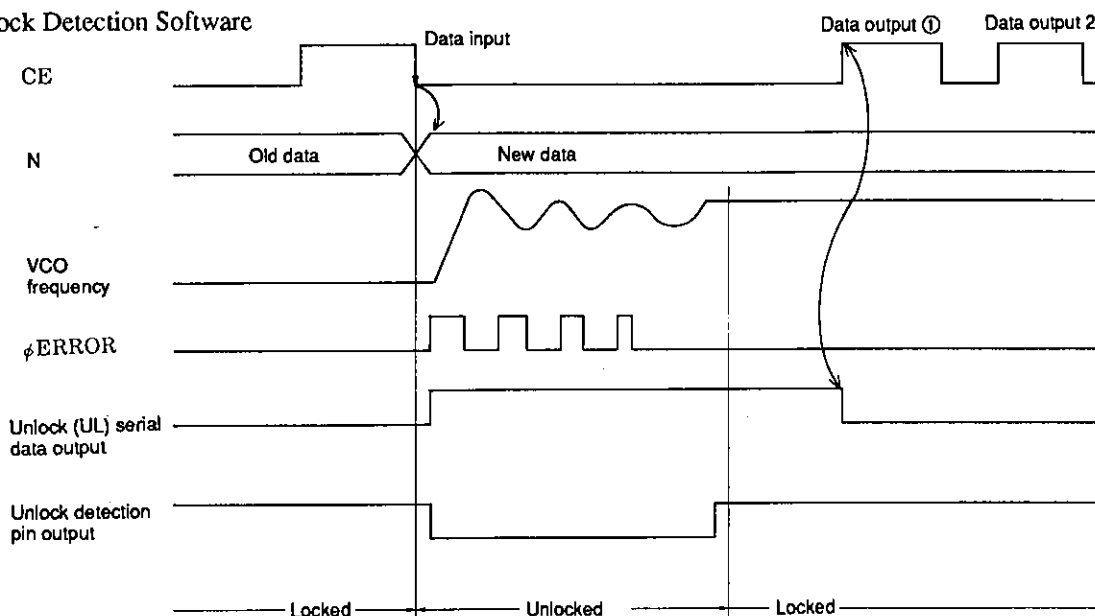 ock Detection Software
Data input
Data output ①
Data output 2
CE
N
Old data
New data
VCO
frequency
φERROR
Unlock (UL) serial
data output
Unlock detection
pin output
Locked
Unlocked
Locked